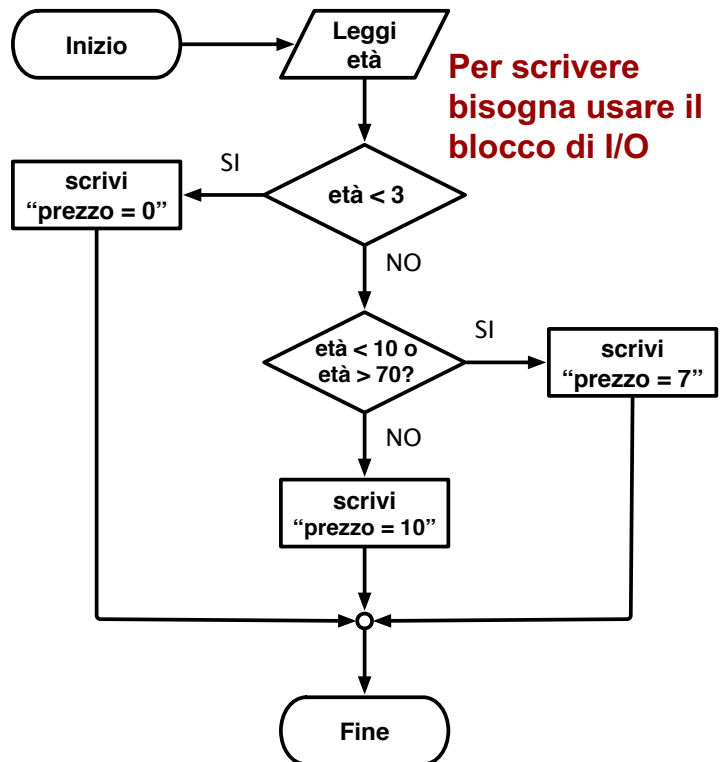 Inizio
Leggi
età
Per scrivere
bisogna usare il
blocco di I/O
SI
scrivi
“prezzo = 0”
età < 3
NO
età < 10 o
età > 70?
SI
scrivi
“prezzo = 7”
NO
scrivi
“prezzo = 10”
Fine